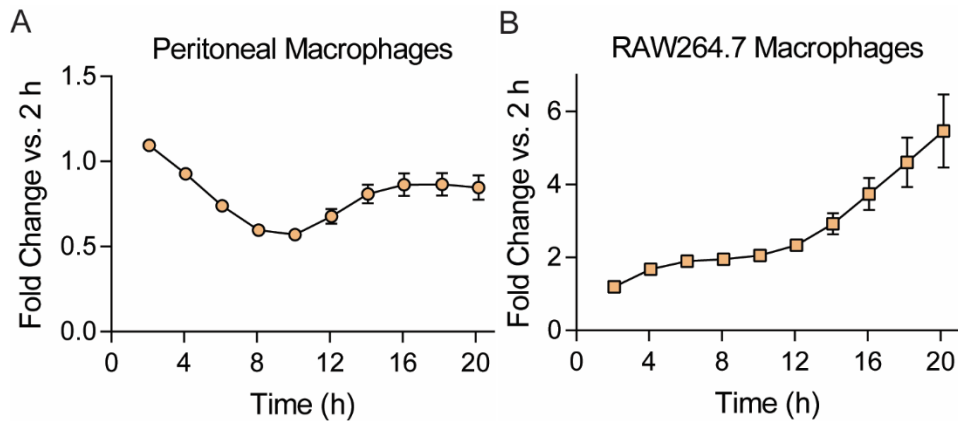 A
Peritoneal Macrophages
Fold Change vs. 2 h
1.5
1.0
0.5
0.0
0 4 8 12 16 20
Time (h)
B
RAW264.7 Macrophages
Fold Change vs. 2 h
6
4
2
0
0 4 8 12 16 20
Time (h)